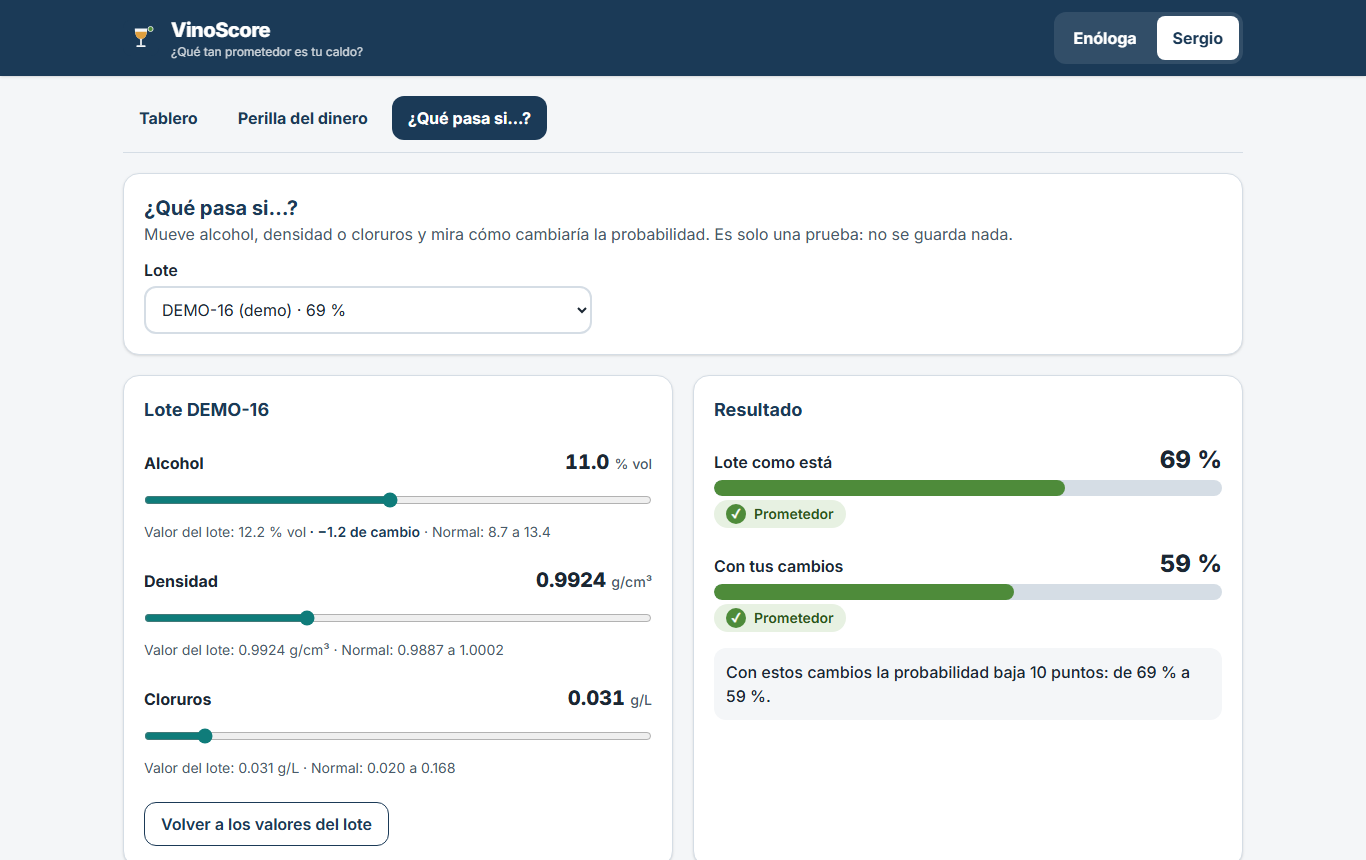 VinoScore
¿Qué tan prometedor es tu caldo?
Enóloga
Sergio
Tablero
Perilla del dinero
¿Qué pasa si...?
¿Qué pasa si...?
Mueve alcohol, densidad o cloruros y mira cómo cambiaría la probabilidad. Es solo una prueba: no se guarda nada.
Lote
DEMO-16 (demo) · 69 %
Lote DEMO-16
Alcohol
11.0 % vol
Valor del lote: 12.2 % vol · −1.2 de cambio · Normal: 8.7 a 13.4
Densidad
0.9924 g/cm³
Valor del lote: 0.9924 g/cm³ · Normal: 0.9887 a 1.0002
Cloruros
0.031 g/L
Valor del lote: 0.031 g/L · Normal: 0.020 a 0.168
Volver a los valores del lote
Resultado
Lote como está
69 %
Prometedor
Con tus cambios
59 %
Prometedor
Con estos cambios la probabilidad baja 10 puntos: de 69 % a
59 %.